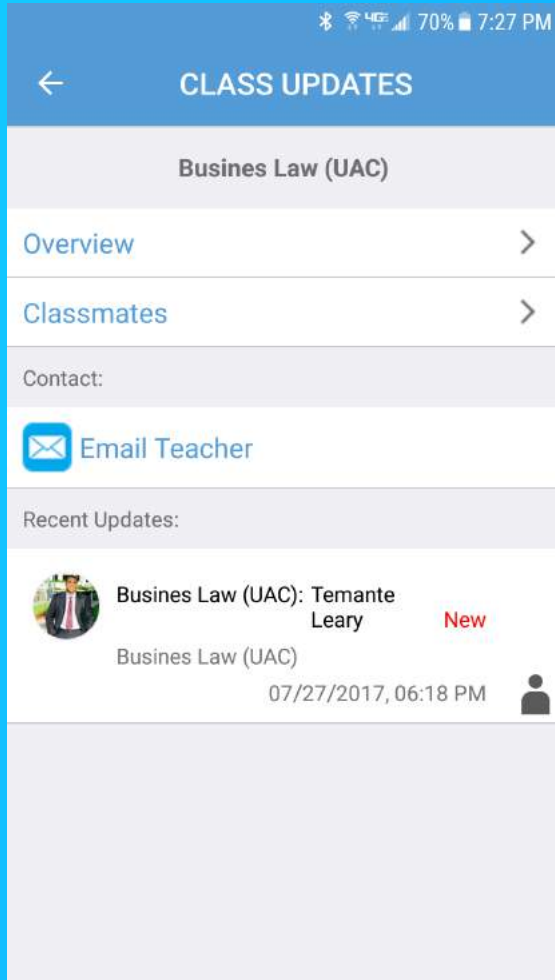 4GE 70% 7:27 PM
CLASS UPDATES
Busines Law (UAC)
Overview
Classmates
Contact:
Email Teacher
Recent Updates:
Busines Law (UAC): Temante
Leary New
Busines Law (UAC)
07/27/2017, 06:18 PM